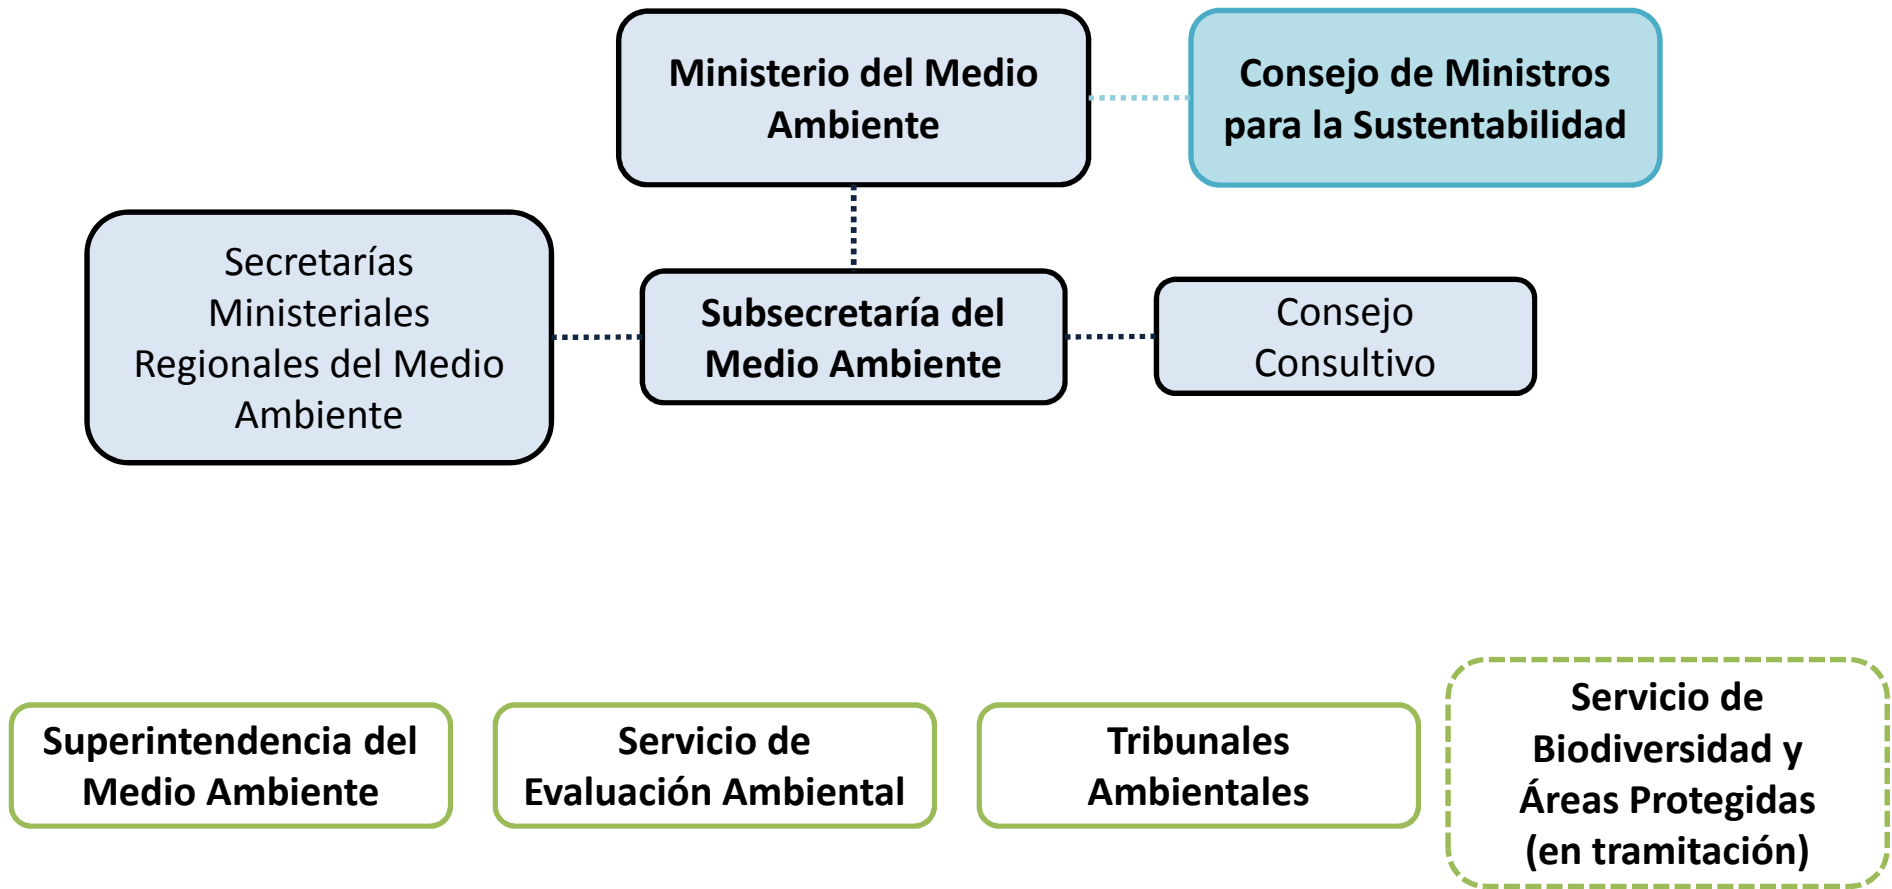 Ministerio del Medio
Ambiente
Consejo de Ministros
para la Sustentabilidad
Secretarías
Ministeriales
Regionales del Medio
Ambiente
Subsecretaría del
Medio Ambiente
Consejo
Consultivo
Superintendencia del
Medio Ambiente
Servicio de
Evaluación Ambiental
Tribunales
Ambientales
Servicio de
Biodiversidad y
Áreas Protegidas
(en tramitación)